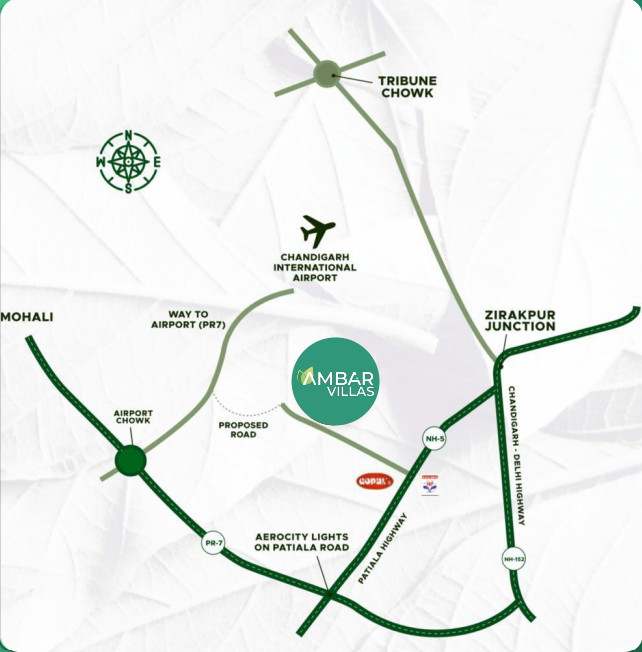 TRIBUNE
CHOWK
N
W E
S
CHANDIGARH
INTERNATIONAL
AIRPORT
MOHALI
WAY TO
AIRPORT (PR7)
ZIRAKPUR
JUNCTION
AMBAR
VILLAS
AIRPORT
CHOWK
PROPOSED
ROAD
NH-5
CHANDIGARH - DELHI HIGHWAY
GOPAL'S
PR-7
AEROCITY LIGHTS
ON PATIALA ROAD
PATIALA HIGHWAY
NH-152